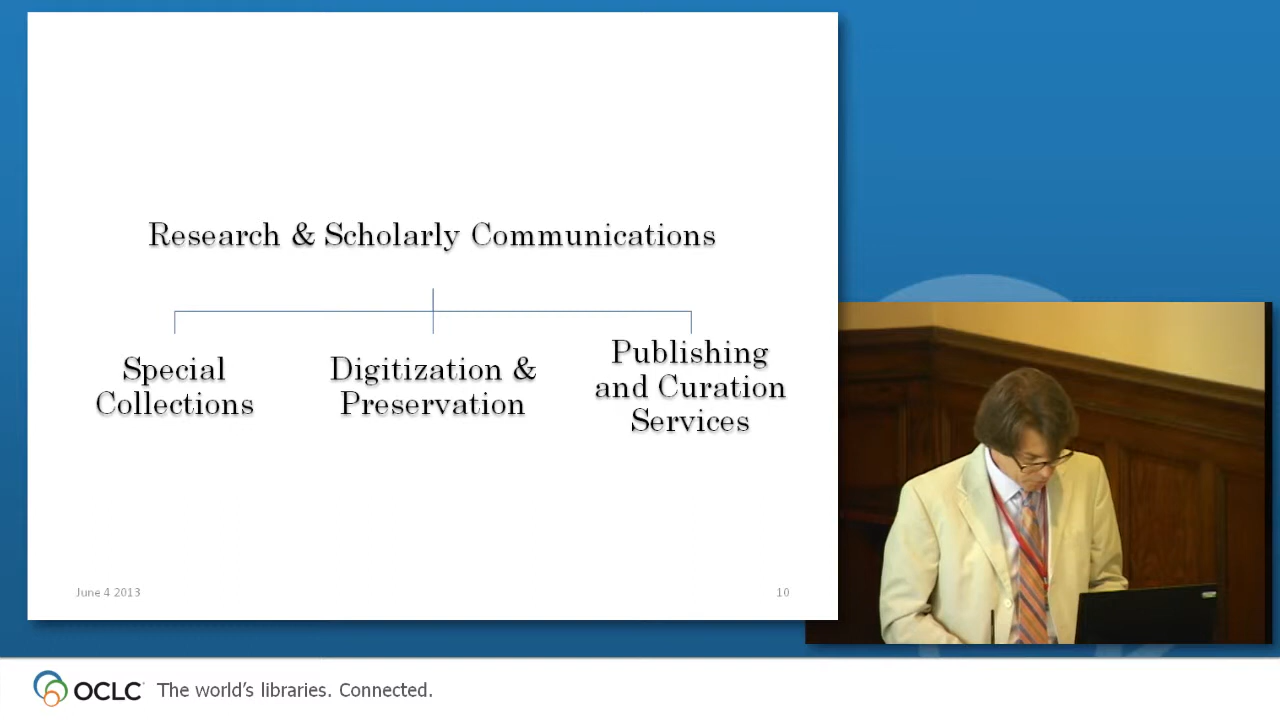 Research & Scholarly Communications
Special
Collections
Digitization &
Preservation
Publishing
and Curation
Services
June 4 2013
10
OCLC
The world's libraries. Connected.